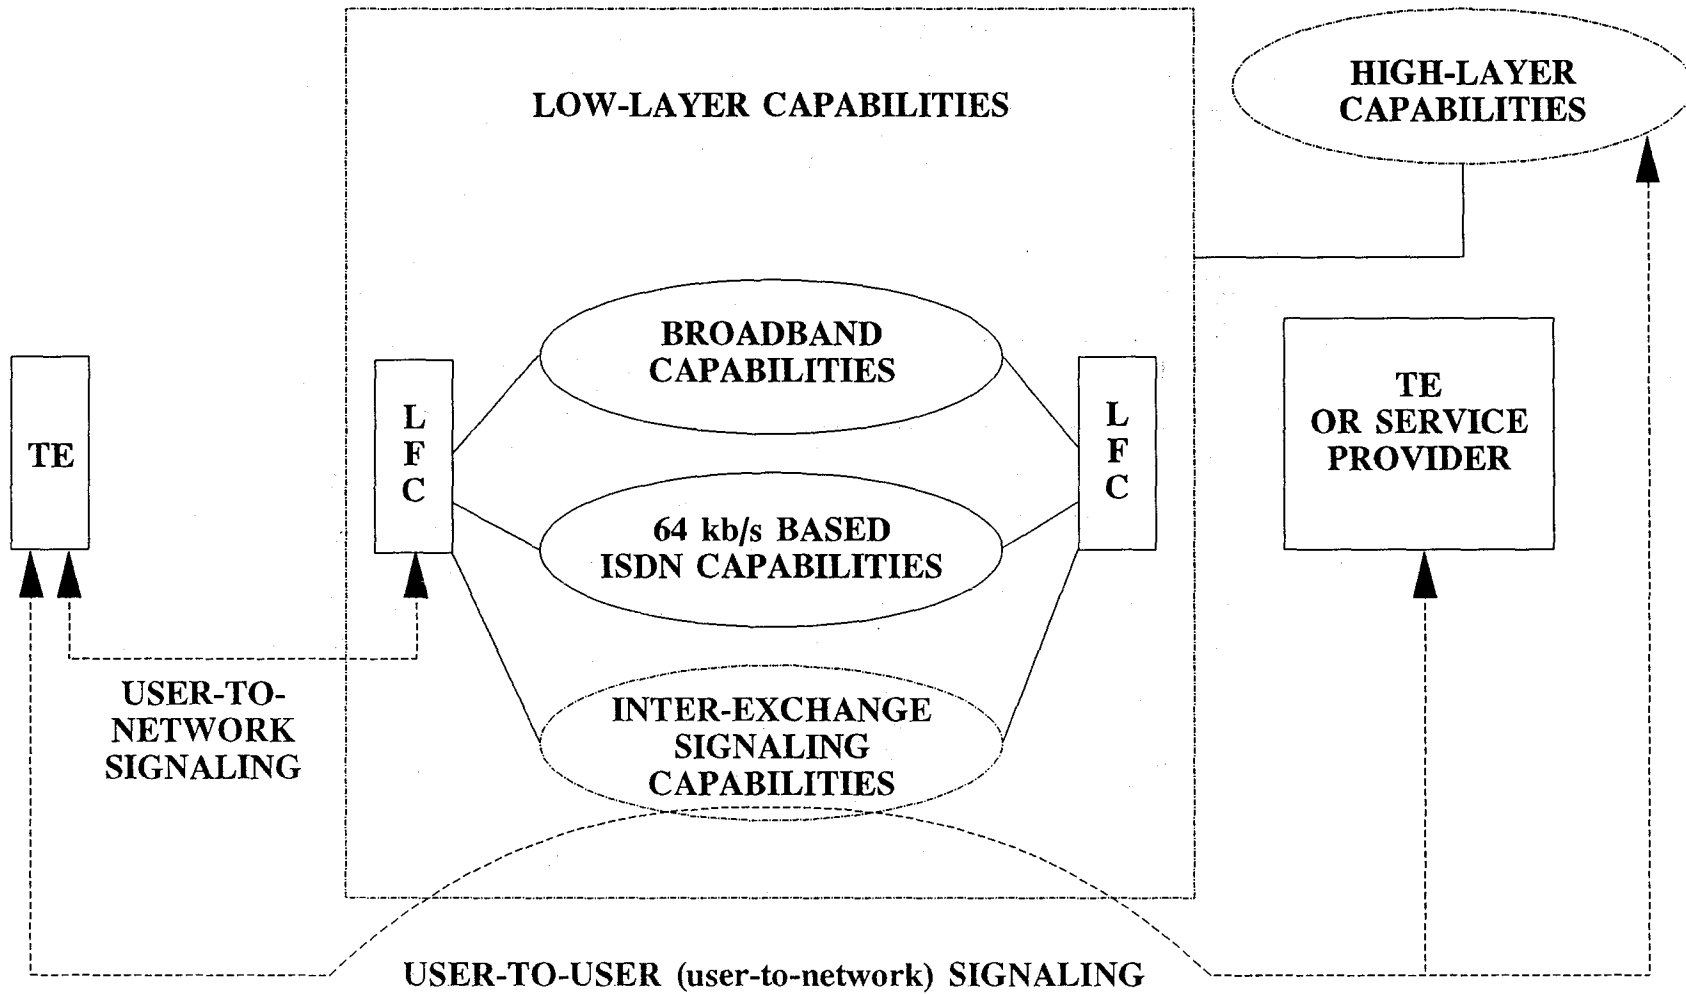 LOW-LAYER CAPABILITIES
HIGH-LAYER
CAPABILITIES
BROADBAND
CAPABILITIES
TE
L
F
C
L
F
C
TE
OR SERVICE
PROVIDER
64 kb/s BASED
ISDN CAPABILITIES
USER-TO-
NETWORK
SIGNALING
INTER-EXCHANGE
SIGNALING
CAPABILITIES
USER-TO-USER (user-to-network) SIGNALING